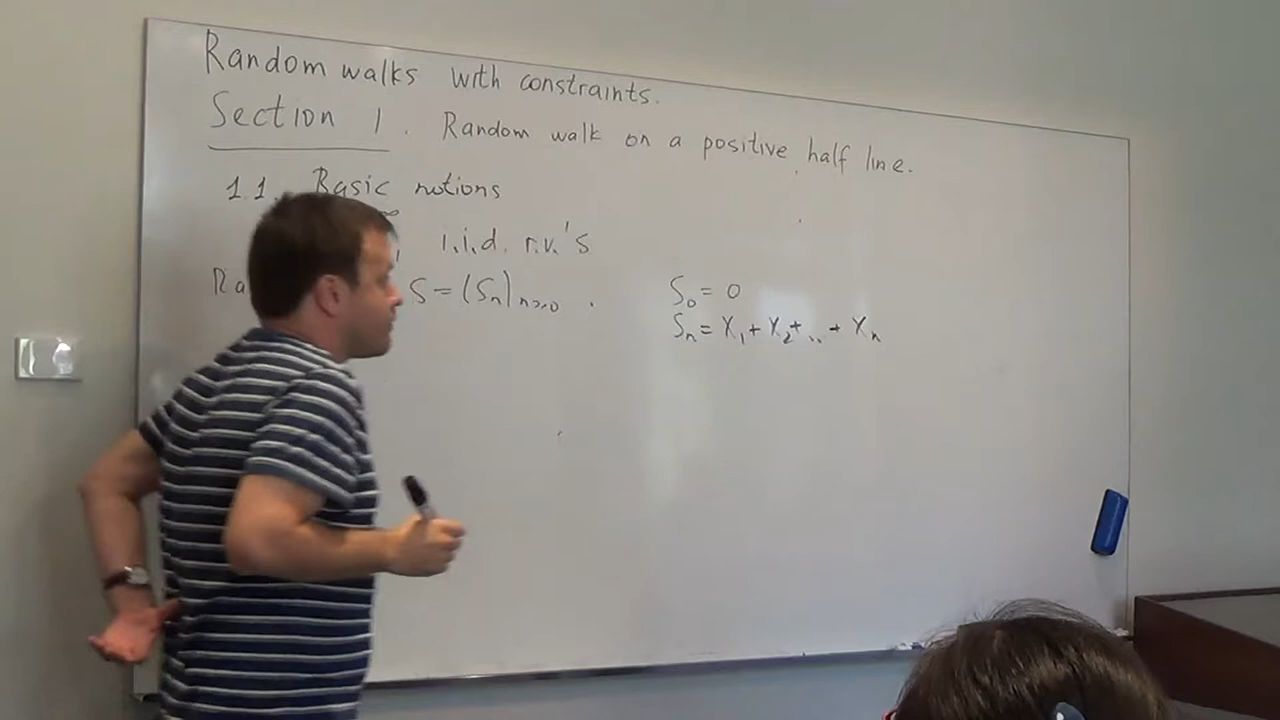 Random walks with constraints.
Section 1. Random walk on a positive half line.
1.1. Basic notions
∞ , i.i.d. r.v.'s
Ra S = (Sₙ)ₙ≥₀ . S₀ = 0
Sₙ = X₁ + X₂ + .. + Xₙ